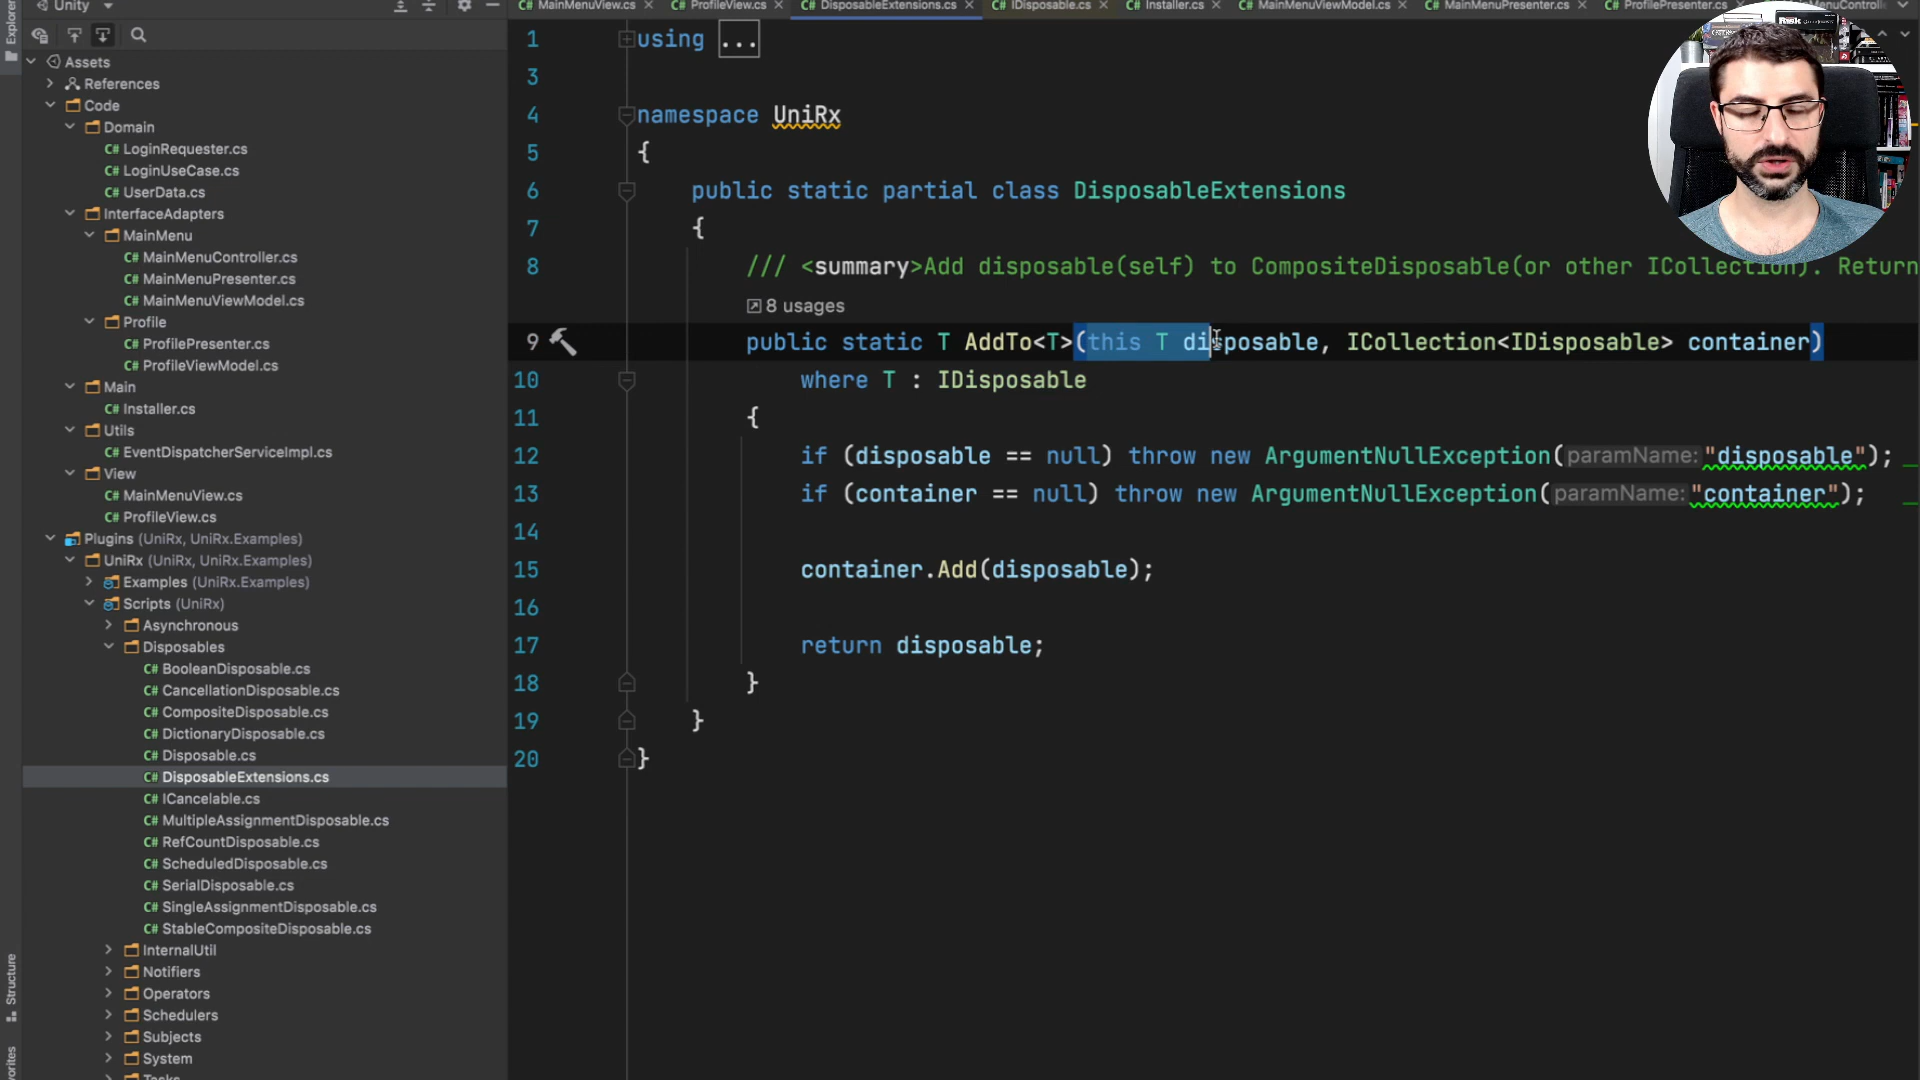 Unity
MainMenuView.cs
ProfileView.cs
DisposableExtensions.cs
IDisposable.cs
Installer.cs
MainMenuViewModel.cs
MainMenuPresenter.cs
ProfilePresenter.cs
MainMenuControll
Explorer
Assets
References
Code
Domain
C# LoginRequester.cs
C# LoginUseCase.cs
C# UserData.cs
InterfaceAdapters
MainMenu
C# MainMenuController.cs
C# MainMenuPresenter.cs
C# MainMenuViewModel.cs
Profile
C# ProfilePresenter.cs
C# ProfileViewModel.cs
Main
C# Installer.cs
Utils
C# EventDispatcherServiceImpl.cs
View
C# MainMenuView.cs
C# ProfileView.cs
Plugins (UniRx, UniRx.Examples)
UniRx (UniRx, UniRx.Examples)
Examples (UniRx.Examples)
Scripts (UniRx)
Asynchronous
Disposables
C# BooleanDisposable.cs
C# CancellationDisposable.cs
C# CompositeDisposable.cs
C# DictionaryDisposable.cs
C# Disposable.cs
C# DisposableExtensions.cs
C# ICancelable.cs
C# MultipleAssignmentDisposable.cs
C# RefCountDisposable.cs
C# ScheduledDisposable.cs
C# SerialDisposable.cs
C# SingleAssignmentDisposable.cs
C# StableCompositeDisposable.cs
InternalUtil
Notifiers
Operators
Schedulers
Subjects
System
Tasks
Structure
1 using ...
3
4 namespace UniRx
5 {
6 public static partial class DisposableExtensions
7 {
8 /// <summary>Add disposable(self) to CompositeDisposable(or other ICollection). Return
8 usages
9 public static T AddTo<T>(this T disposable, ICollection<IDisposable> container)
10 where T : IDisposable
11 {
12 if (disposable == null) throw new ArgumentNullException(paramName: "disposable");
13 if (container == null) throw new ArgumentNullException(paramName: "container");
14
15 container.Add(disposable);
16
17 return disposable;
18 }
19 }
20 }
Risk